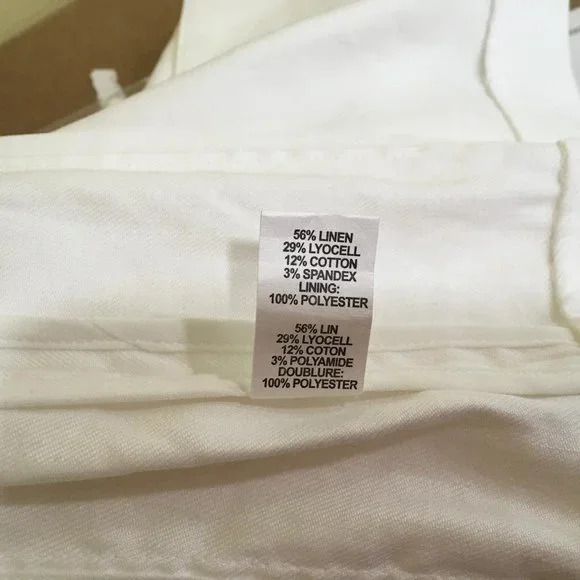 56% LINEN
29% LYOCELL
12% COTTON
3% SPANDEX
LINING:
100% POLYESTER
56% LIN
29% LYOCELL
12% COTON
3% POLYAMIDE
DOUBLURE:
100% POLYESTER